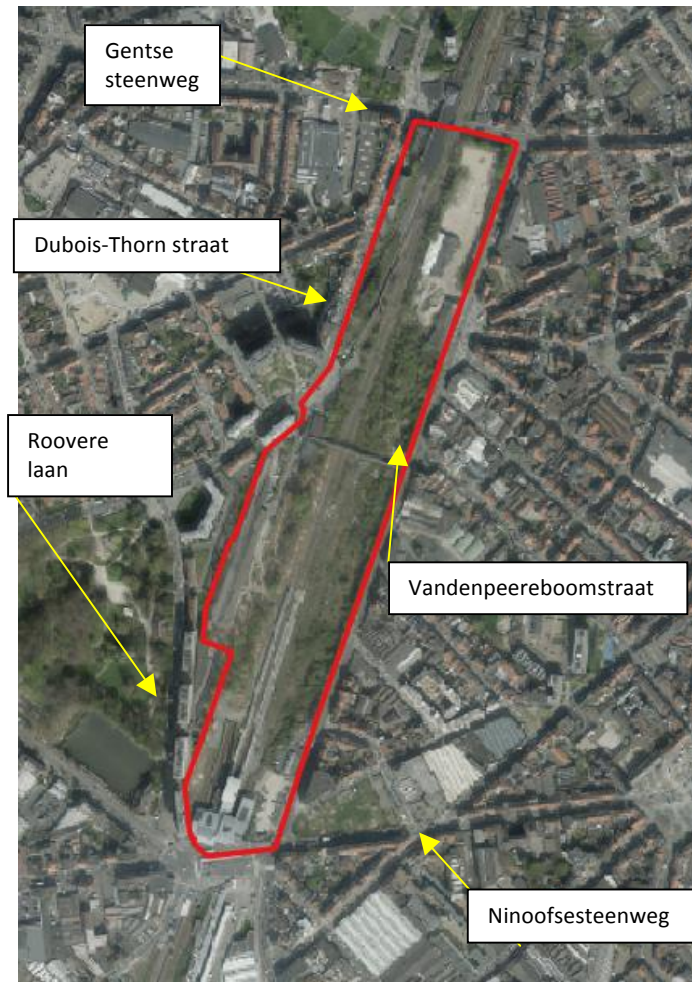 Gentse
steenweg
Dubois-Thorn straat
Roovere
laan
Vandenpeereboomstraat
Ninoofsesteenweg